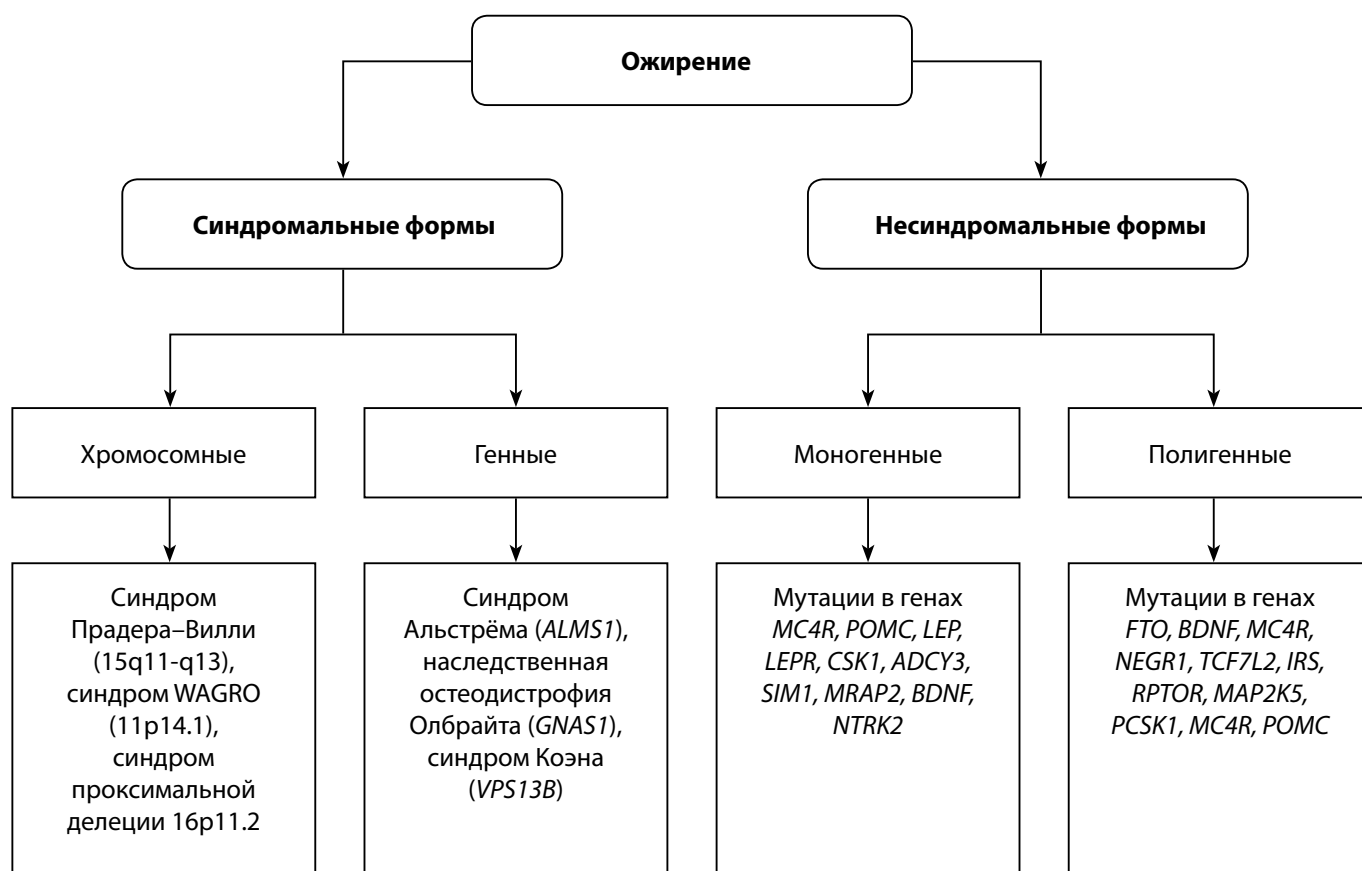 Ожирение
Синдромальные формы
Несиндромальные формы
Хромосомные
Генные
Моногенные
Полигенные
Синдром
Прадера–Вилли
(15q11-q13),
синдром WAGRO
(11p14.1),
синдром
проксимальной
делеции 16p11.2
Синдром
Альстрёма (ALMS1),
наследственная
остеодистрофия
Олбрайта (GNAS1),
синдром Коэна
(VPS13B)
Мутации в генах
MC4R, POMC, LEP,
LEPR, CSK1, ADCY3,
SIM1, MRAP2, BDNF,
NTRK2
Мутации в генах
FTO, BDNF, MC4R,
NEGR1, TCF7L2, IRS,
RPTOR, MAP2K5,
PCSK1, MC4R, POMC